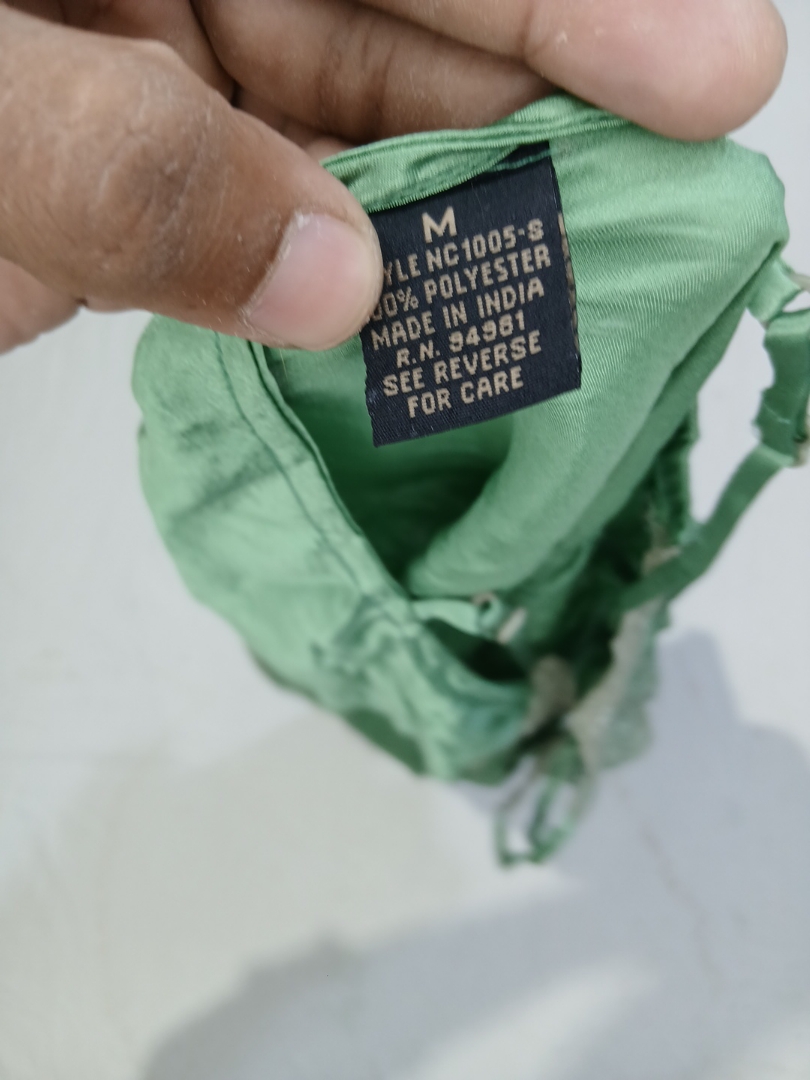 M
YLE NC1005-S
00% POLYESTER
MADE IN INDIA
R.N. 94981
SEE REVERSE
FOR CARE